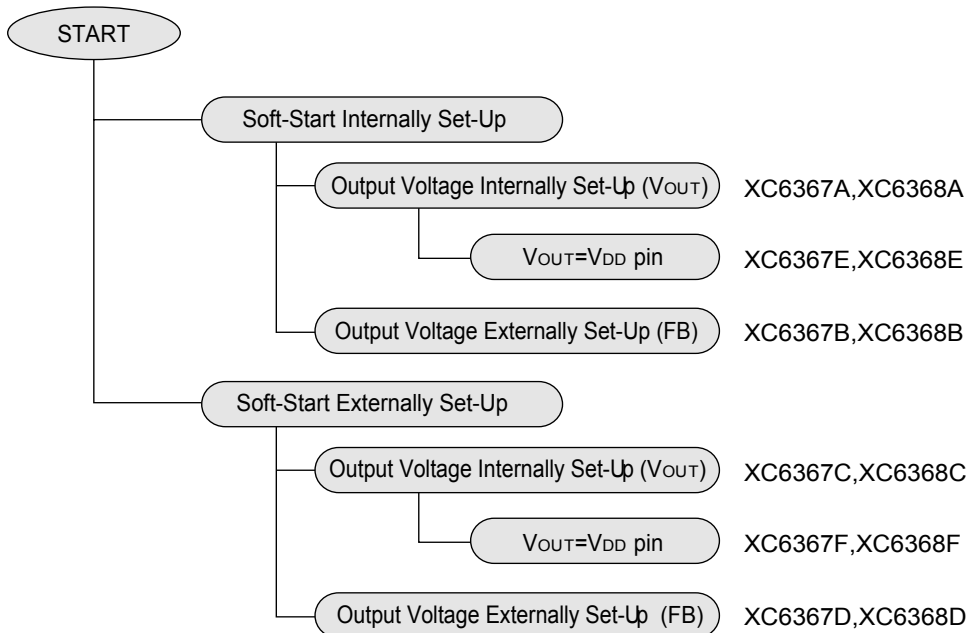 START
Soft-Start Internally Set-Up
Output Voltage Internally Set-Up (VOUT) XC6367A,XC6368A
VOUT=VDD pin XC6367E,XC6368E
Output Voltage Externally Set-Up (FB) XC6367B,XC6368B
Soft-Start Externally Set-Up
Output Voltage Internally Set-Up (VOUT) XC6367C,XC6368C
VOUT=VDD pin XC6367F,XC6368F
Output Voltage Externally Set-Up (FB) XC6367D,XC6368D